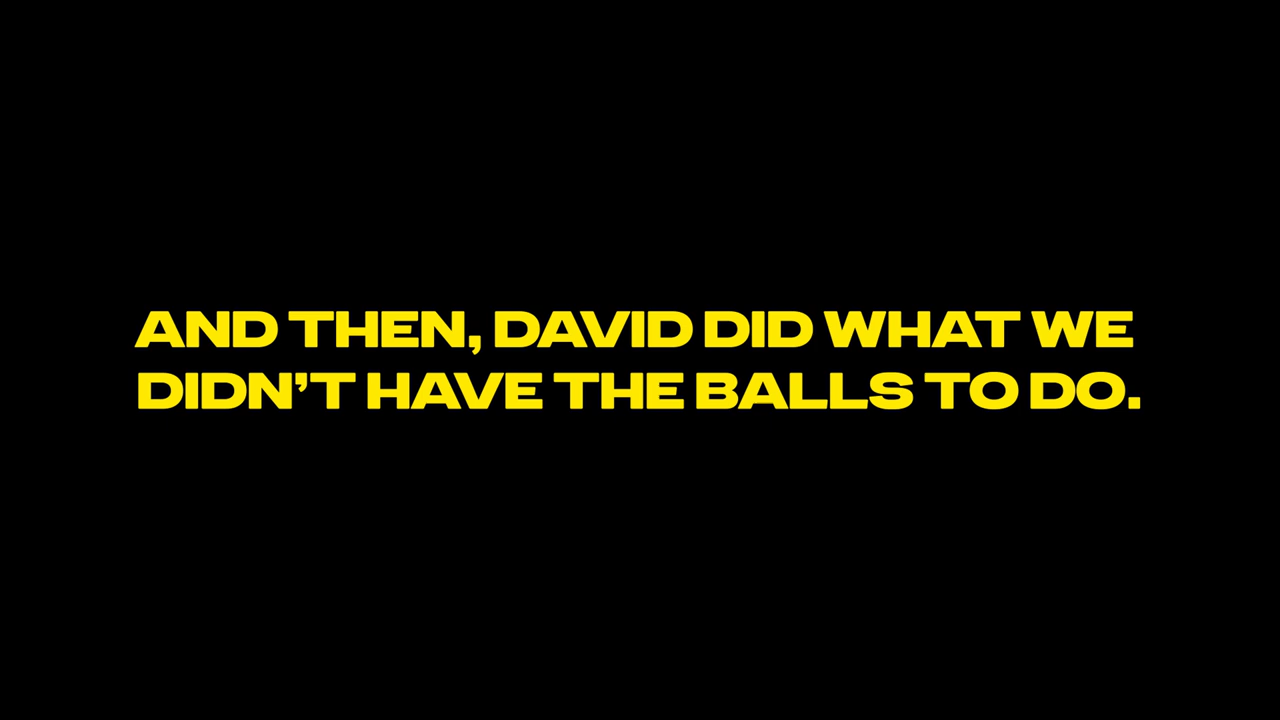 AND THEN, DAVID DID WHAT WE
DIDN’T HAVE THE BALLS TO DO.